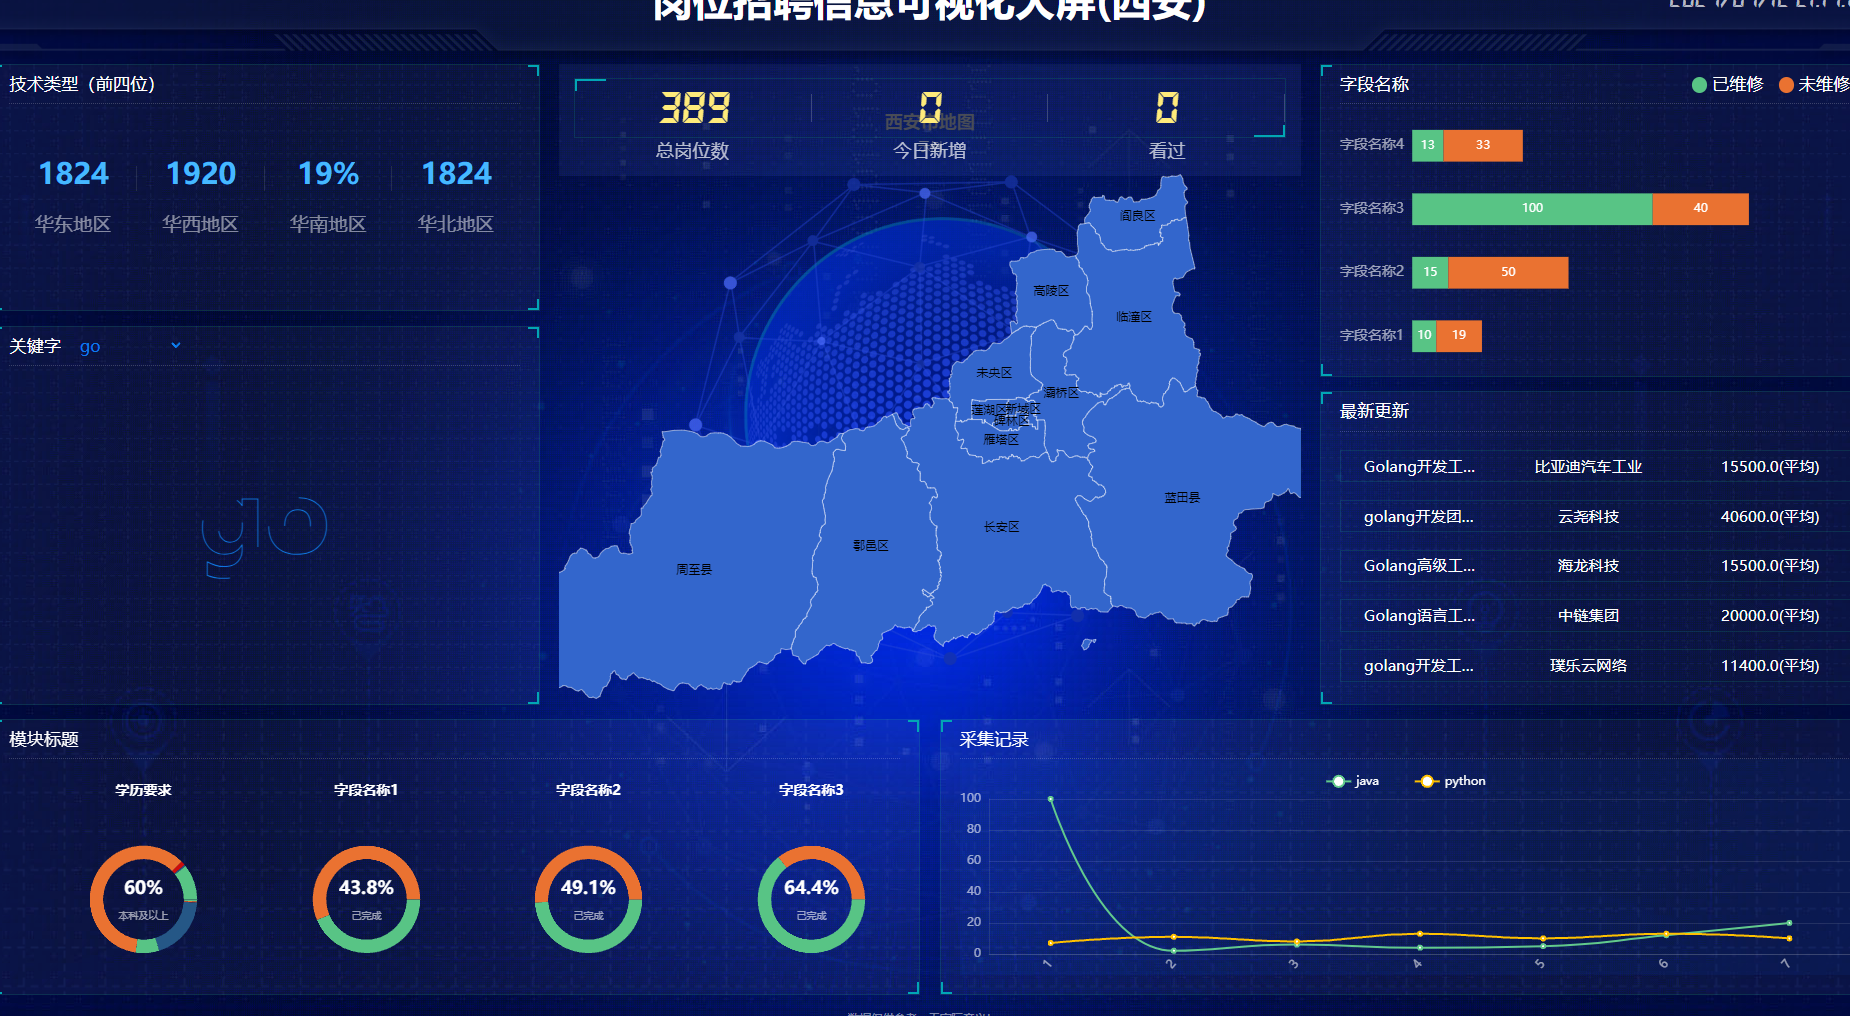 岗位招聘信息可视化大屏(西安)
技术类型（前四位）
1824 1920 19% 1824
华东地区 华西地区 华南地区 华北地区
关键字 go
go
模块标题
学历要求 字段名称1 字段名称2 字段名称3
60% 43.8% 49.1% 64.4%
本科及以上 已完成 已完成 已完成
389 0 0
西安市地图
总岗位数 今日新增 看过
阎良区
高陵区
临潼区
未央区
灞桥区
莲湖区 新城区
碑林区
雁塔区
蓝田县
长安区
鄠邑区
周至县
字段名称 已维修 未维修
字段名称4 13 33
字段名称3 100 40
字段名称2 15 50
字段名称1 10 19
最新更新
Golang开发工... 比亚迪汽车工业 15500.0(平均)
golang开发团... 云尧科技 40600.0(平均)
Golang高级工... 海龙科技 15500.0(平均)
Golang语言工... 中链集团 20000.0(平均)
golang开发工... 璞乐云网络 11400.0(平均)
采集记录
java python
100
80
60
40
20
0
1 2 3 4 5 6 7